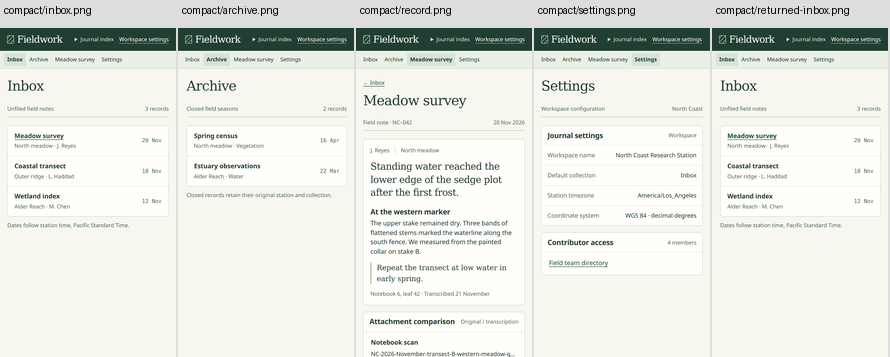 compact/inbox.png
Fieldwork
Journal index
Workspace settings
Inbox Archive Meadow survey Settings
Inbox
Unfiled field notes 3 records
Meadow survey
North meadow · J. Reyes
20 Nov
Coastal transect
Outer ridge · L. Haddad
18 Nov
Wetland index
Alder Reach · M. Chen
12 Nov
Dates follow station time, Pacific Standard Time.
compact/archive.png
Fieldwork
Journal index
Workspace settings
Inbox Archive Meadow survey Settings
Archive
Closed field seasons 2 records
Spring census
North meadow · Vegetation
16 Apr
Estuary observations
Alder Reach · Water
22 Mar
Closed records retain their original station and collection.
compact/record.png
Fieldwork
Journal index
Workspace settings
Inbox Archive Meadow survey Settings
← Inbox
Meadow survey
Field note · NC-042 20 Nov 2026
J. Reyes North meadow
Standing water reached the
lower edge of the sedge plot
after the first frost.
At the western marker
The upper stake remained dry. Three bands of
flattened stems marked the waterline along the
south fence. We measured from the painted
collar on stake B.
Repeat the transect at low water in
early spring.
Notebook 6, leaf 42 · Transcribed 21 November
Attachment comparison Original / transcription
Notebook scan
NC-2026-November-transect-B-western-meadow-g...
compact/settings.png
Fieldwork
Journal index
Workspace settings
Inbox Archive Meadow survey Settings
Settings
Workspace configuration North Coast
Journal settings Workspace
Workspace name North Coast Research Station
Default collection Inbox
Station timezone America/Los_Angeles
Coordinate system WGS 84 · decimal degrees
Contributor access 4 members
Field team directory
compact/returned-inbox.png
Fieldwork
Journal index
Workspace settings
Inbox Archive Meadow survey Settings
Inbox
Unfiled field notes 3 records
Meadow survey
North meadow · J. Reyes
20 Nov
Coastal transect
Outer ridge · L. Haddad
18 Nov
Wetland index
Alder Reach · M. Chen
12 Nov
Dates follow station time, Pacific Standard Time.